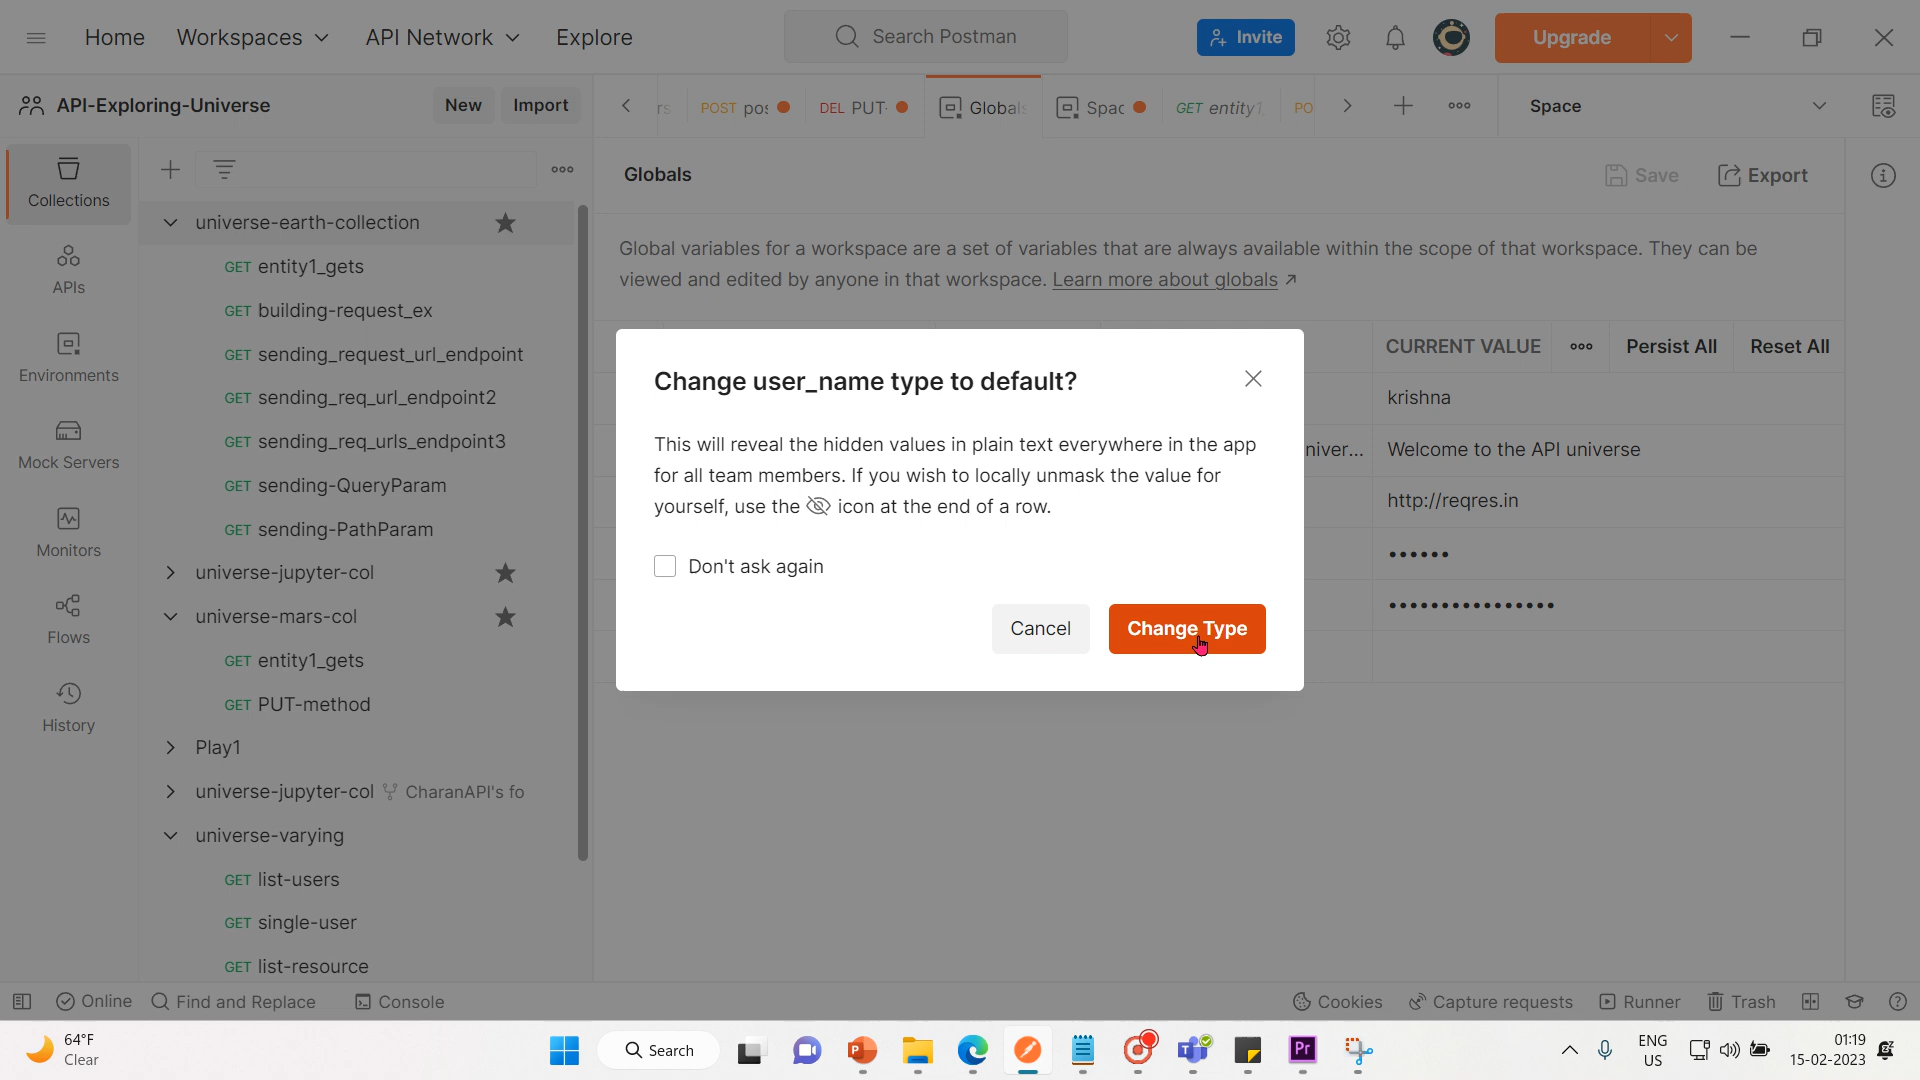 Home Workspaces API Network Explore Search Postman Invite Upgrade
API-Exploring-Universe New Import
POST pos DEL PUT- Globals Spac GET entity1 PO Space
Collections
APIs
Environments
Mock Servers
Monitors
Flows
History
universe-earth-collection
GET entity1_gets
GET building-request_ex
GET sending_request_url_endpoint
GET sending_req_url_endpoint2
GET sending_req_urls_endpoint3
GET sending-QueryParam
GET sending-PathParam
universe-jupyter-col
universe-mars-col
GET entity1_gets
GET PUT-method
Play1
universe-jupyter-col CharanAPI's fo
universe-varying
GET list-users
GET single-user
GET list-resource
Globals Save Export
Global variables for a workspace are a set of variables that are always available within the scope of that workspace. They can be
viewed and edited by anyone in that workspace. Learn more about globals ↗
CURRENT VALUE Persist All Reset All
krishna
niver... Welcome to the API universe
http://reqres.in
••••••
••••••••••••••••
Change user_name type to default?
This will reveal the hidden values in plain text everywhere in the app
for all team members. If you wish to locally unmask the value for
yourself, use the icon at the end of a row.
Don't ask again
Cancel Change Type
Online Find and Replace Console Cookies Capture requests Runner Trash
64°F
Clear
Search
ENG
US
01:19
15-02-2023